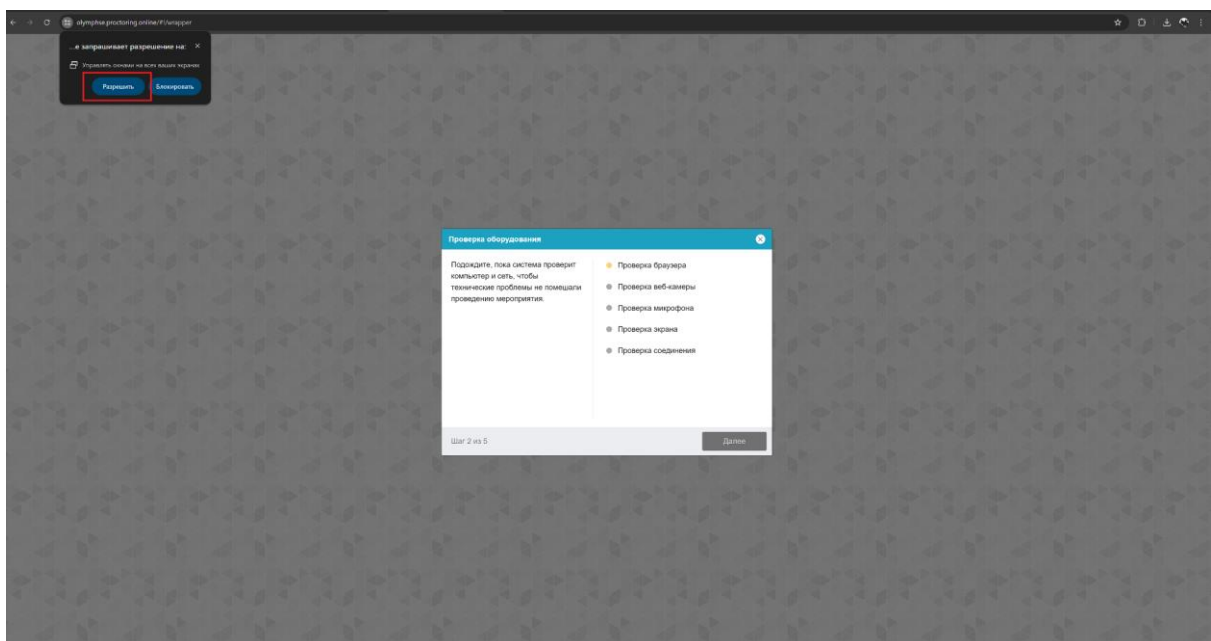 olymphse.proctoring.online/#!/wrapper
...е запрашивает разрешение на:
Управлять окнами на всех ваших экранах
Разрешить
Блокировать
Проверка оборудования
Подождите, пока система проверит
компьютер и сеть, чтобы
технические проблемы не помешали
проведению мероприятия.
Проверка браузера
Проверка веб-камеры
Проверка микрофона
Проверка экрана
Проверка соединения
Шаг 2 из 5
Далее